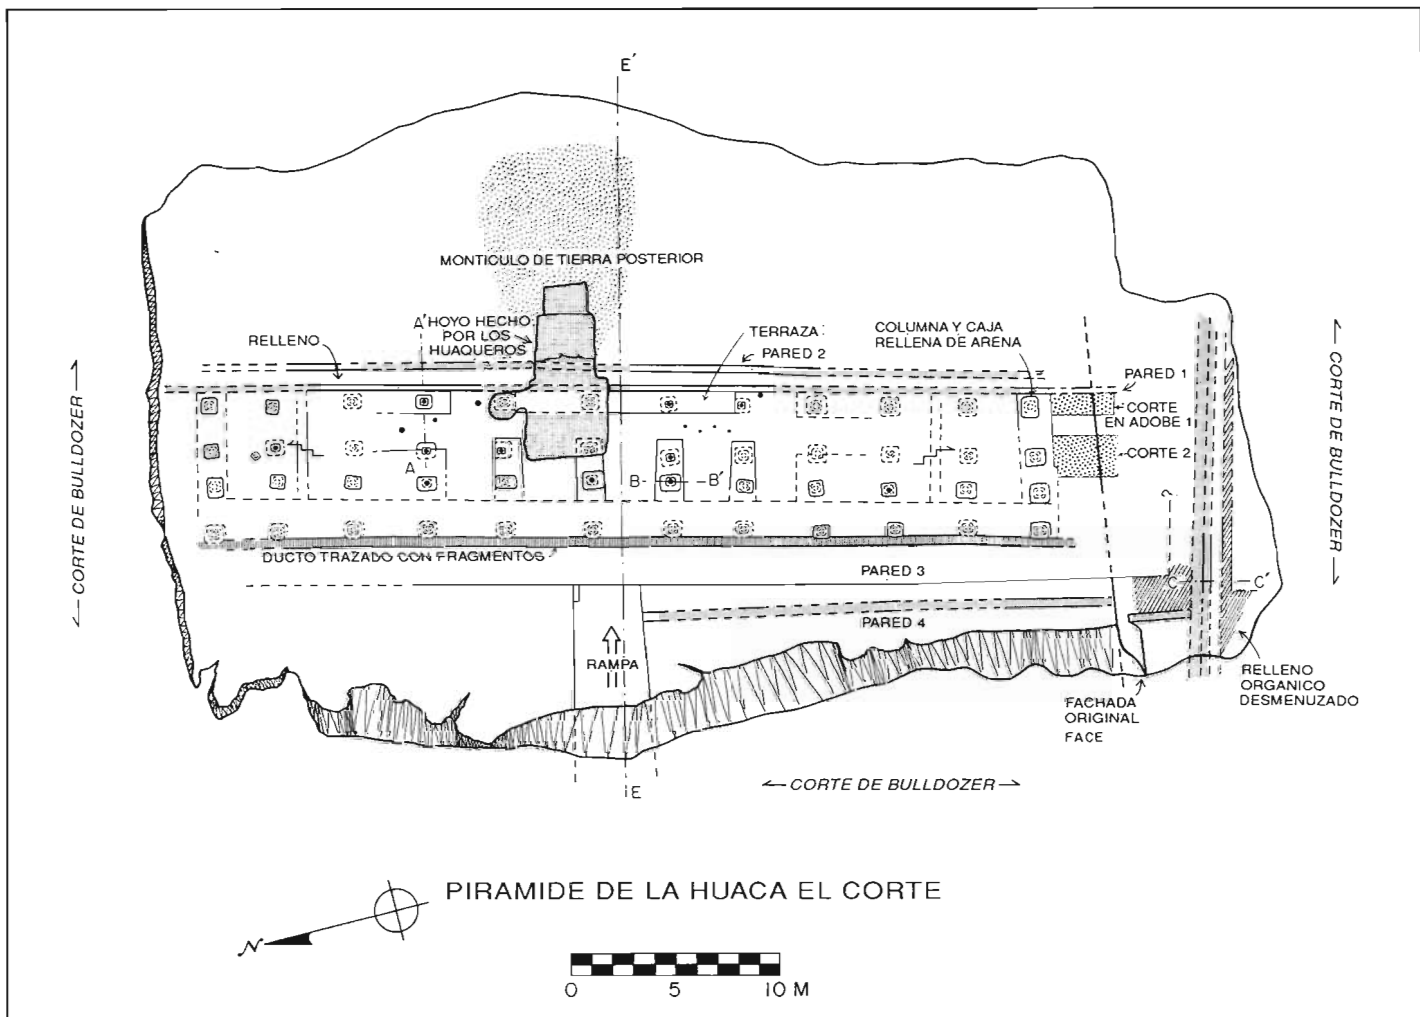 E'
MONTICULO DE TIERRA POSTERIOR
A'
HOYO HECHO
POR LOS
HUAQUEROS
RELLENO
TERRAZA
PARED 2
COLUMNA Y CAJA
RELLENA DE ARENA
PARED 1
CORTE
EN ADOBE 1
CORTE 2
A
B
B'
← CORTE DE BULLDOZER →
← CORTE DE BULLDOZER →
DUCTO TRAZADO CON FRAGMENTOS
PARED 3
?
C
C'
PARED 4
RAMPA
RELLENO
ORGANICO
DESMENUZADO
FACHADA
ORIGINAL
FACE
← CORTE DE BULLDOZER →
E
PIRAMIDE DE LA HUACA EL CORTE
N
0 5 10 M